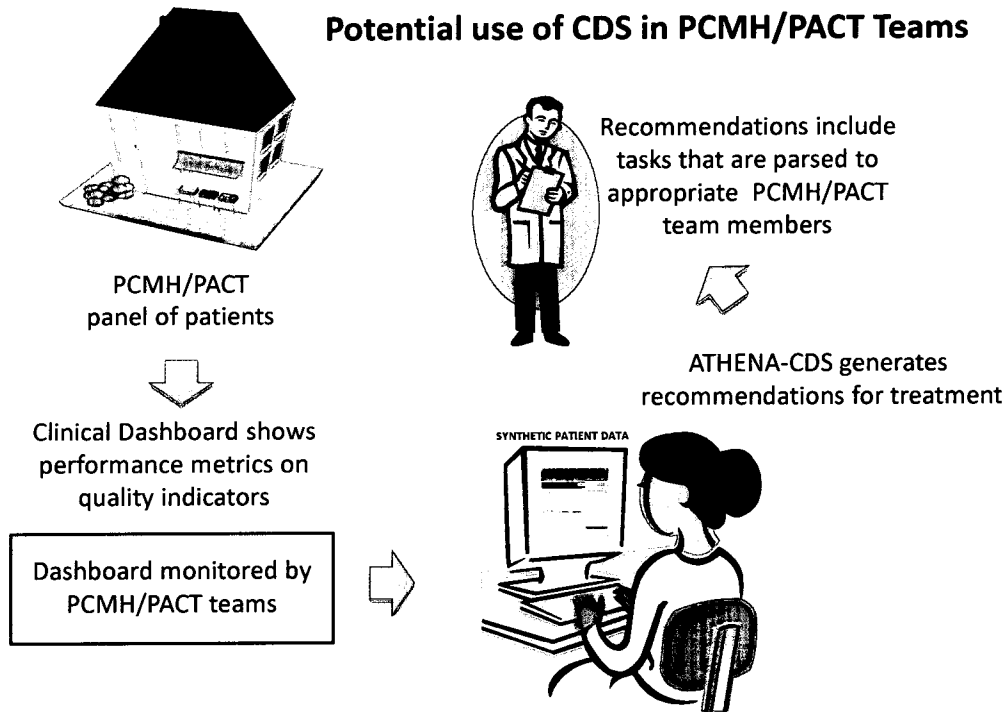 Potential use of CDS in PCMH/PACT Teams
PCMH/PACT
panel of patients
Clinical Dashboard shows
performance metrics on
quality indicators
Dashboard monitored by
PCMH/PACT teams
SYNTHETIC PATIENT DATA
ATHENA-CDS generates
recommendations for treatment
Recommendations include
tasks that are parsed to
appropriate PCMH/PACT
team members